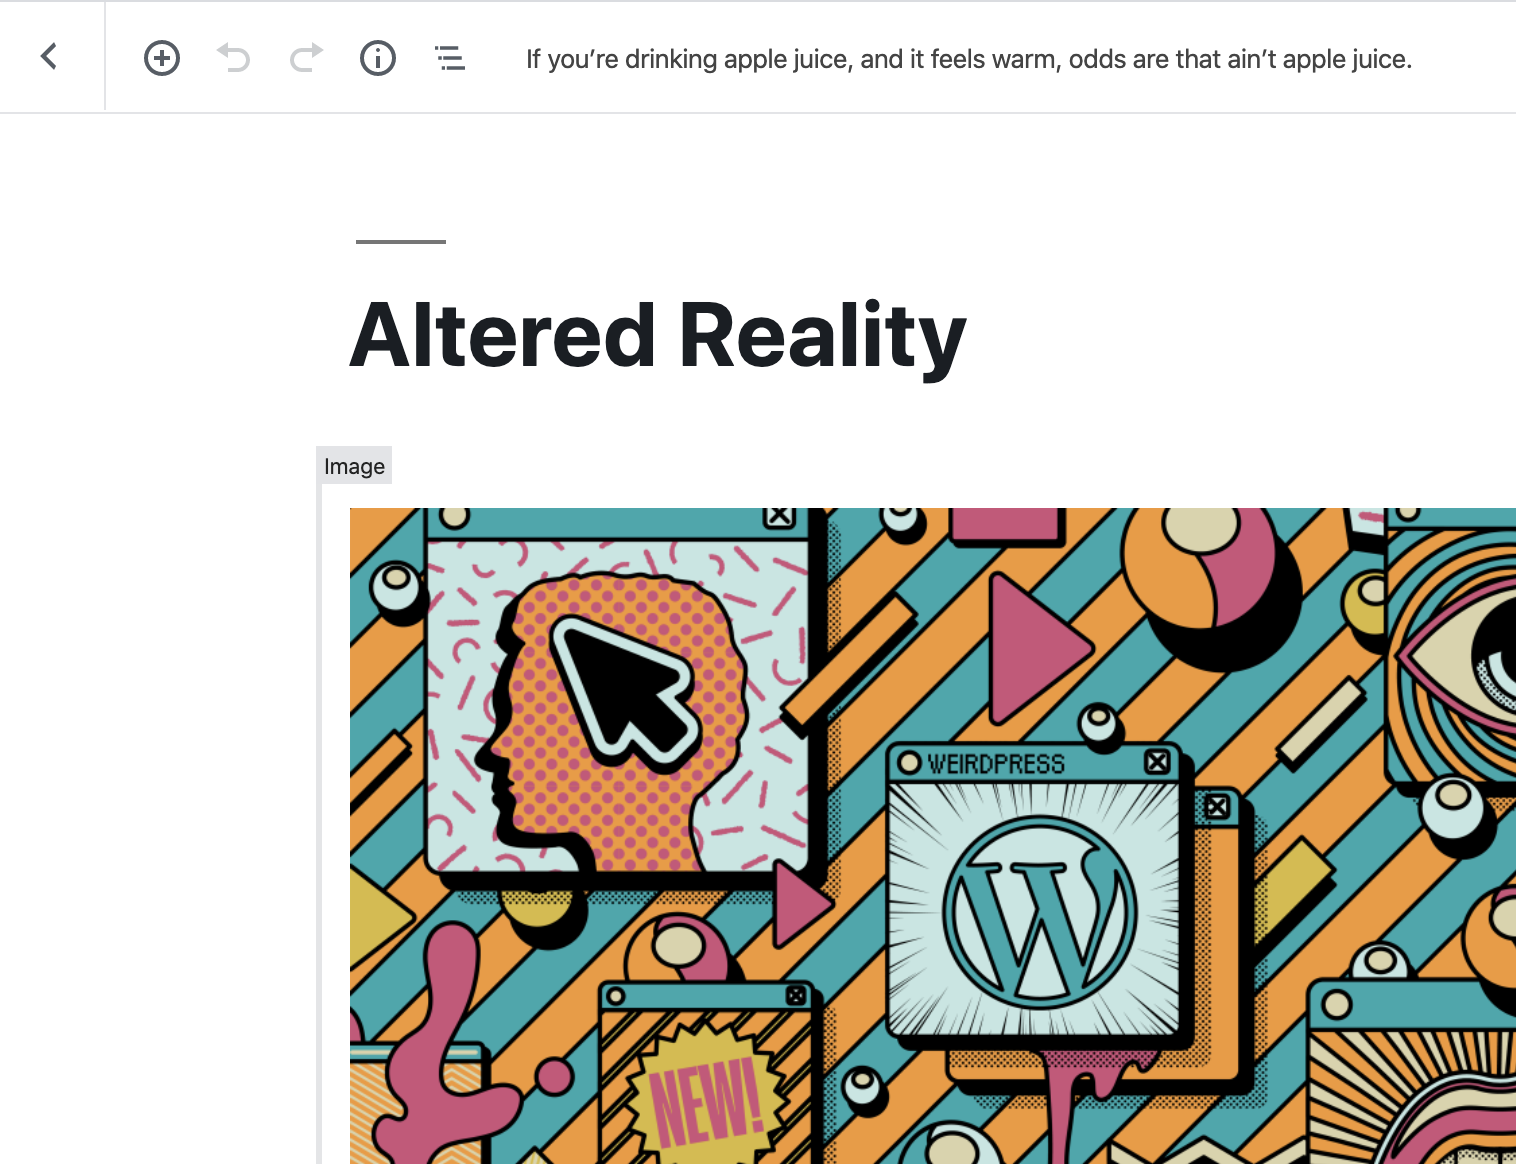 If you’re drinking apple juice, and it feels warm, odds are that ain’t apple juice.
Altered Reality
Image
WEIRDPRESS
W
NEW!